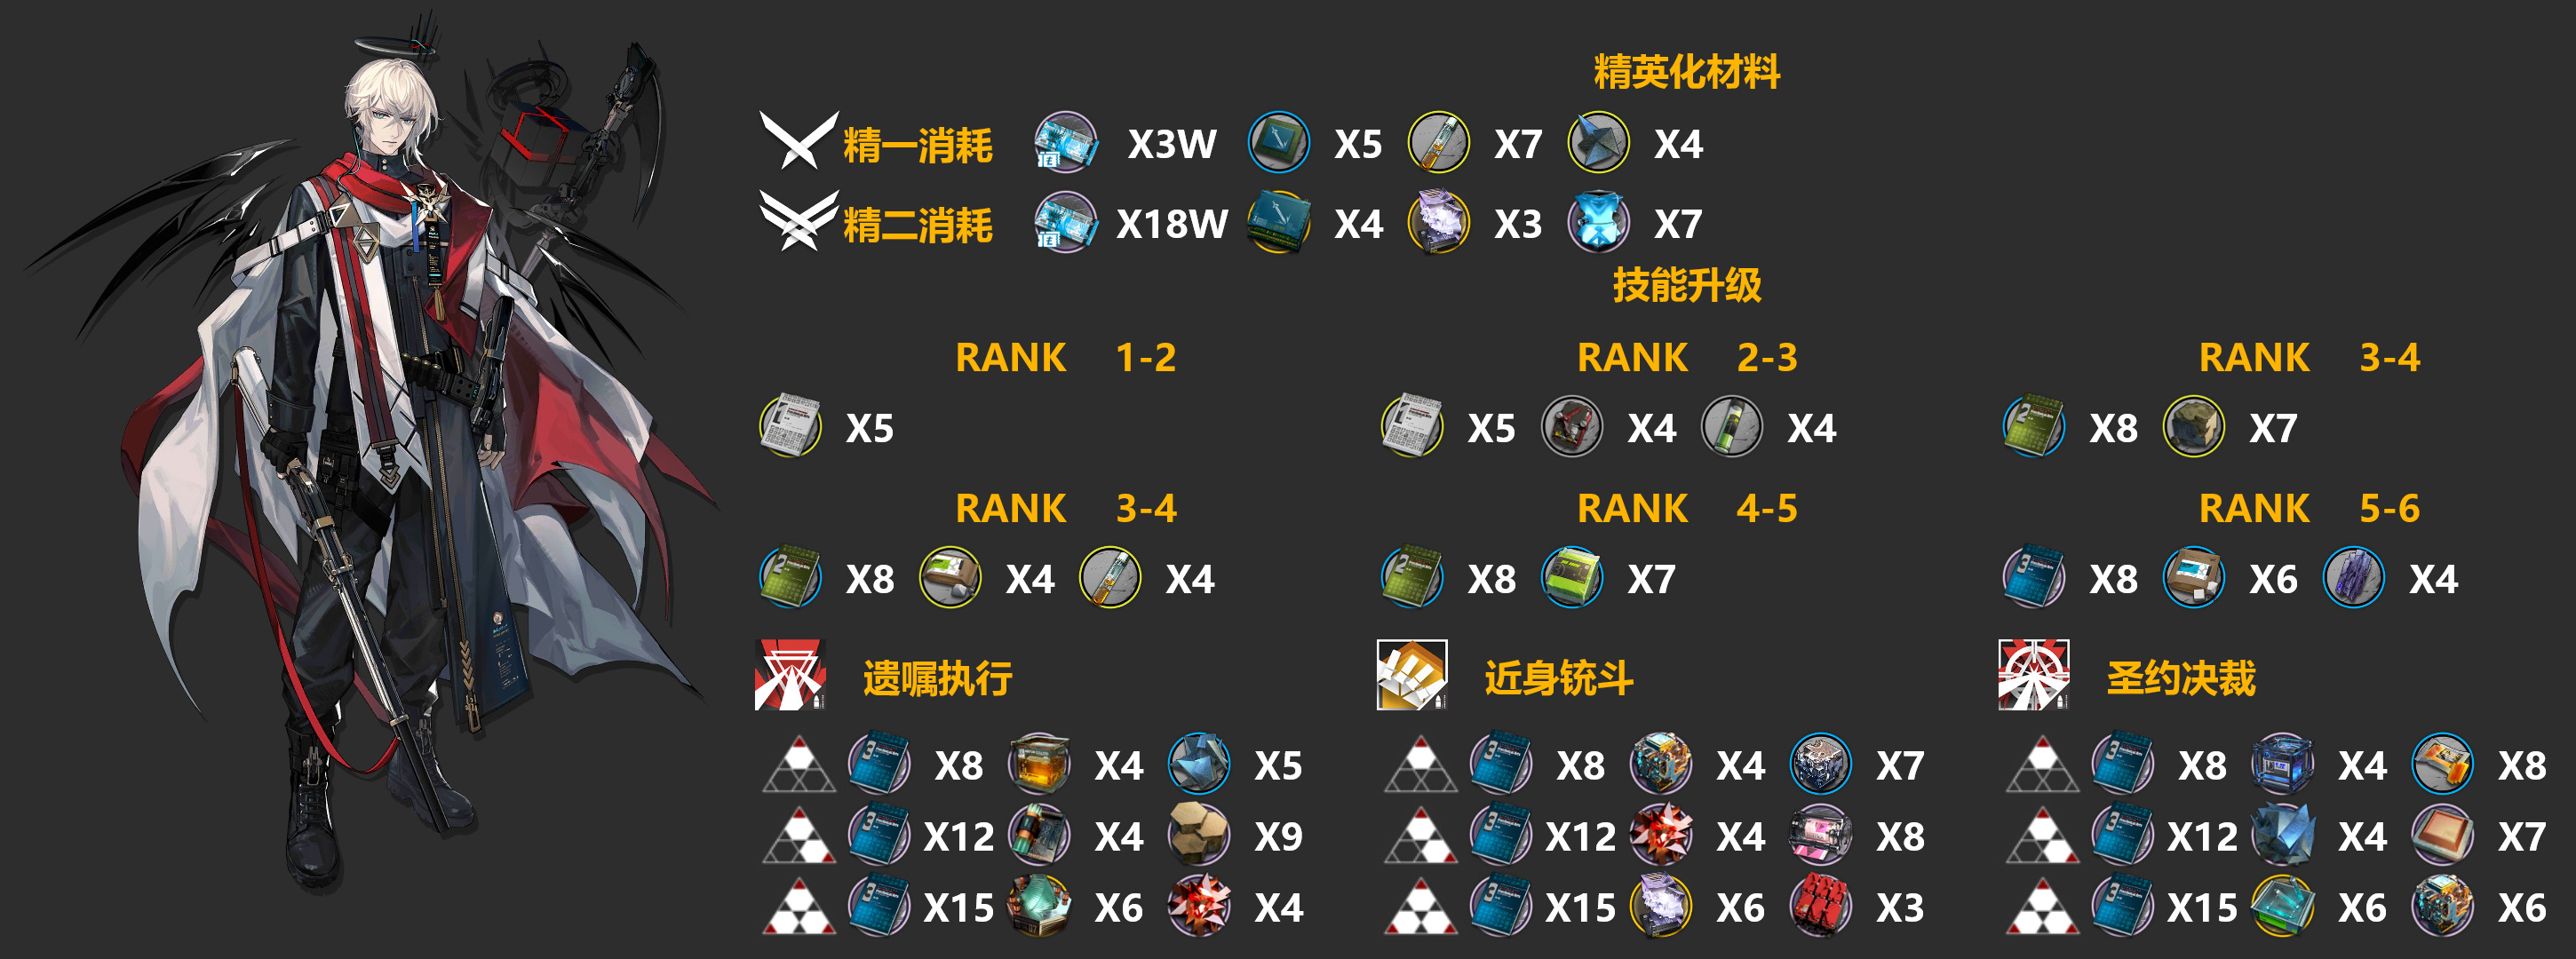 精英化材料
精一消耗 X3W X5 X7 X4
精二消耗 X18W X4 X3 X7
技能升级
RANK 1-2 RANK 2-3 RANK 3-4
X5 X5 X4 X4 X8 X7
RANK 3-4 RANK 4-5 RANK 5-6
X8 X4 X4 X8 X7 X8 X6 X4
遗嘱执行 近身铳斗 圣约决裁
X8 X4 X5 X8 X4 X7 X8 X4 X8
X12 X4 X9 X12 X4 X8 X12 X4 X7
X15 X6 X4 X15 X6 X3 X15 X6 X6